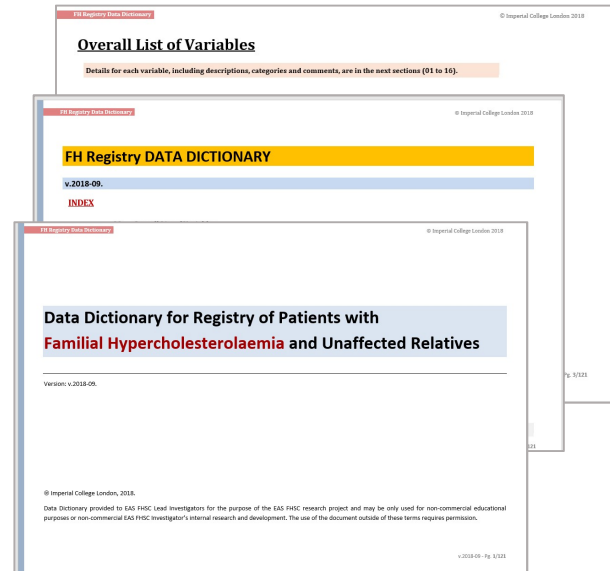 FH Registry Data Dictionary
© Imperial College London 2018
Overall List of Variables
Details for each variable, including descriptions, categories and comments, are in the next sections (01 to 16).
FH Registry Data Dictionary
© Imperial College London 2018
FH Registry DATA DICTIONARY
v.2018-09.
INDEX
FH Registry Data Dictionary
© Imperial College London 2018
Data Dictionary for Registry of Patients with
Familial Hypercholesterolaemia and Unaffected Relatives
Version: v.2018-09.
® Imperial College London, 2018.
Data Dictionary provided to EAS FHSC Lead Investigators for the purpose of the EAS FHSC research project and may be only used for non-commercial educational
purposes or non-commercial EAS FHSC Investigator's internal research and development. The use of the document outside of these terms requires permission.
v.2018-09 - Pg. 1/121
121
Pg. 3/121